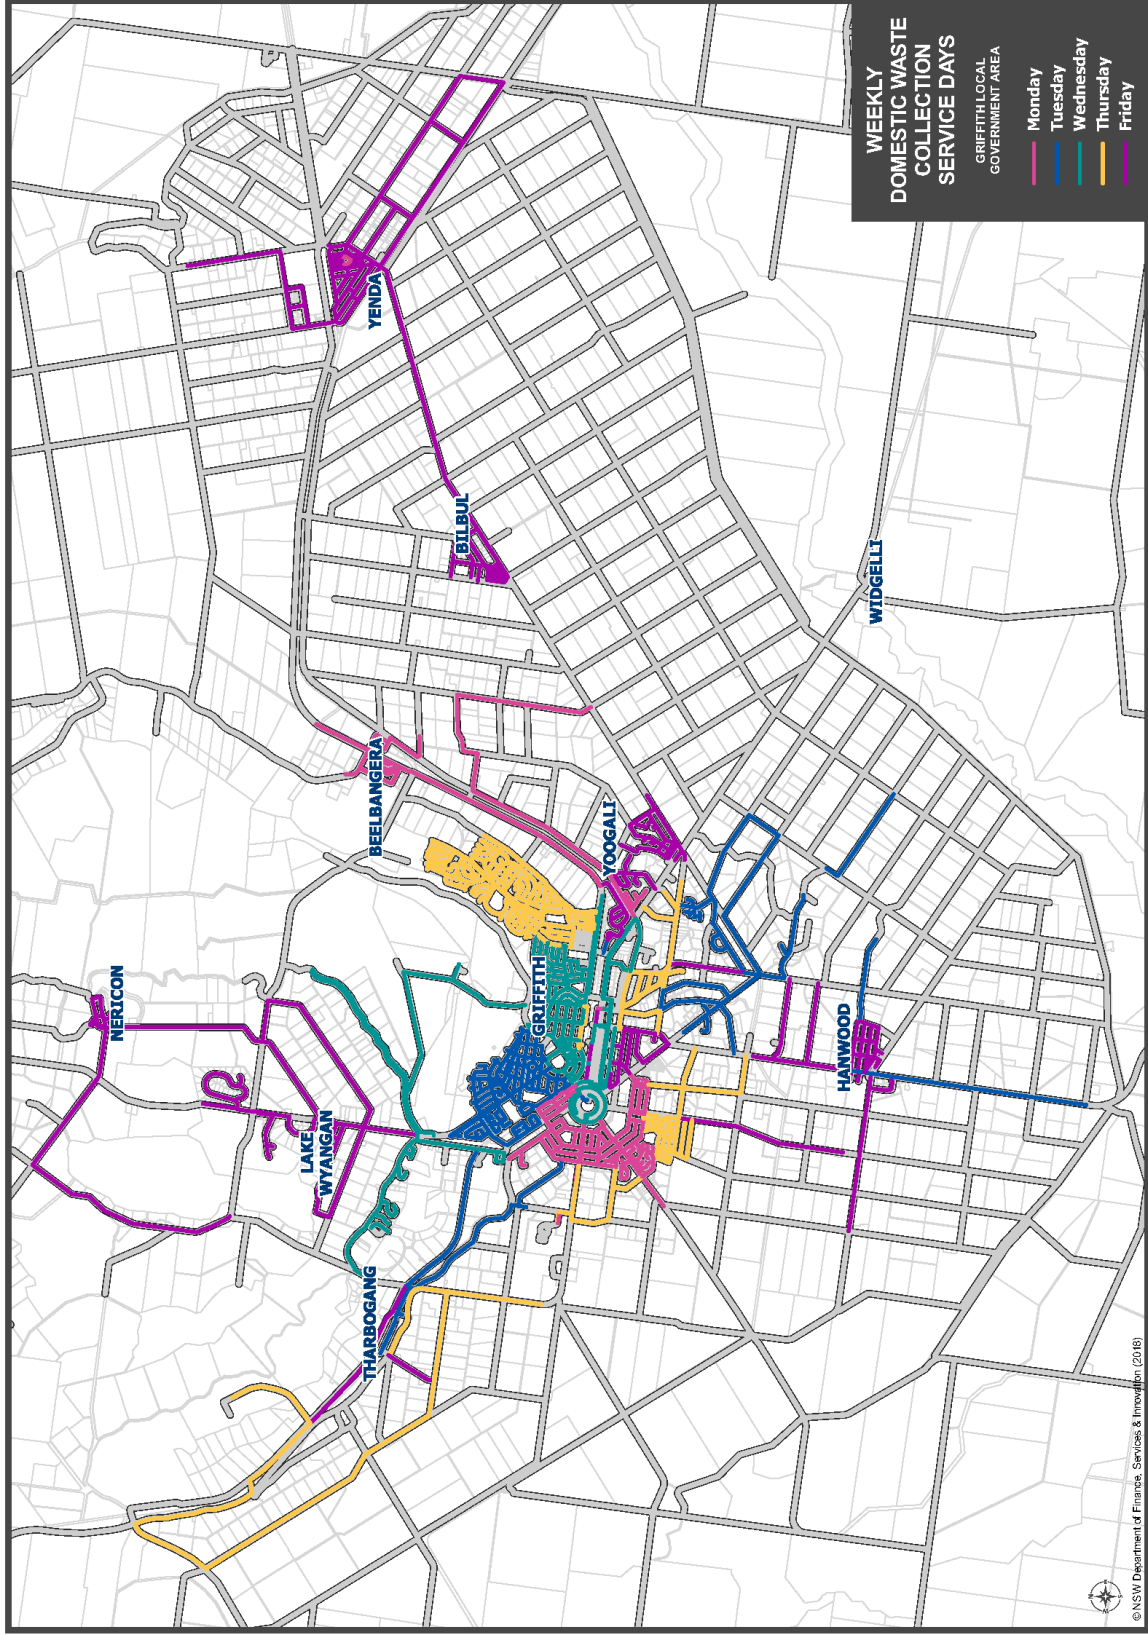 WEEKLY
DOMESTIC WASTE
COLLECTION
SERVICE DAYS
GRIFFITH LOCAL
GOVERNMENT AREA
Monday
Tuesday
Wednesday
Thursday
Friday
NERICON
LAKE
WYANGAN
THARBOGANG
BEELBANGERA
YENDA
BILBUL
GRIFFITH
YOOGALI
HANWOOD
WIDGELLI
© NSW Department of Finance, Services & Innovation (2018)